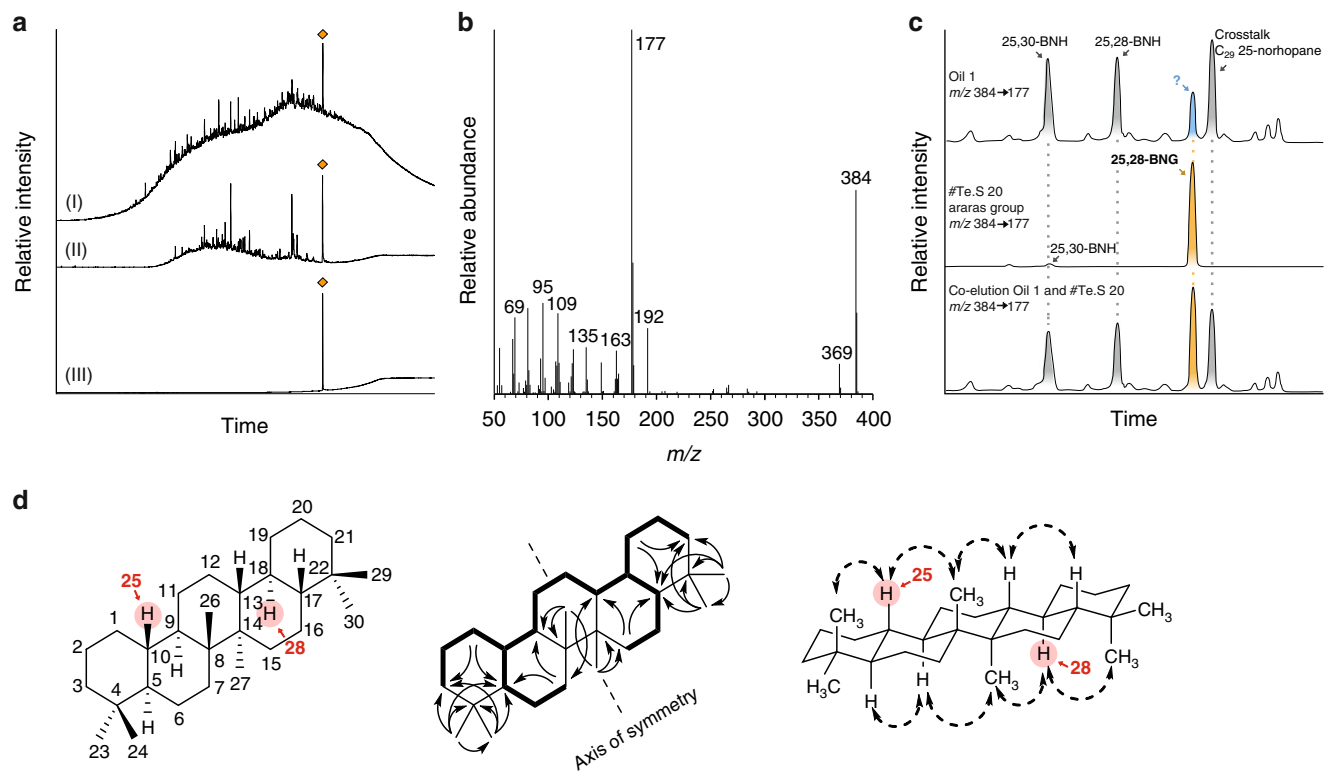 a
Relative intensity
(I)
(II)
(III)
Time
b
Relative abundance
177
384
95
69
109
135
163
192
369
50
100
150
200
250
300
350
400
m/z
c
Relative intensity
25,30-BNH
25,28-BNH
Crosstalk
C29 25-norhopane
Oil 1
m/z 384➔177
?
25,28-BNG
#Te.S 20
araras group
m/z 384➔177
25,30-BNH
Co-elution Oil 1 and #Te.S 20
m/z 384➔177
Time
d
20
19
21
12
H
18
H
22
29
25
11
H
26
13
H
17
30
1
9
14
28
16
2
10
H
8
15
3
4
5
7
27
H
6
23
24
Axis of symmetry
H
25
H
H
CH3
CH3
CH3
H3C
H
H
CH3
H
28
CH3